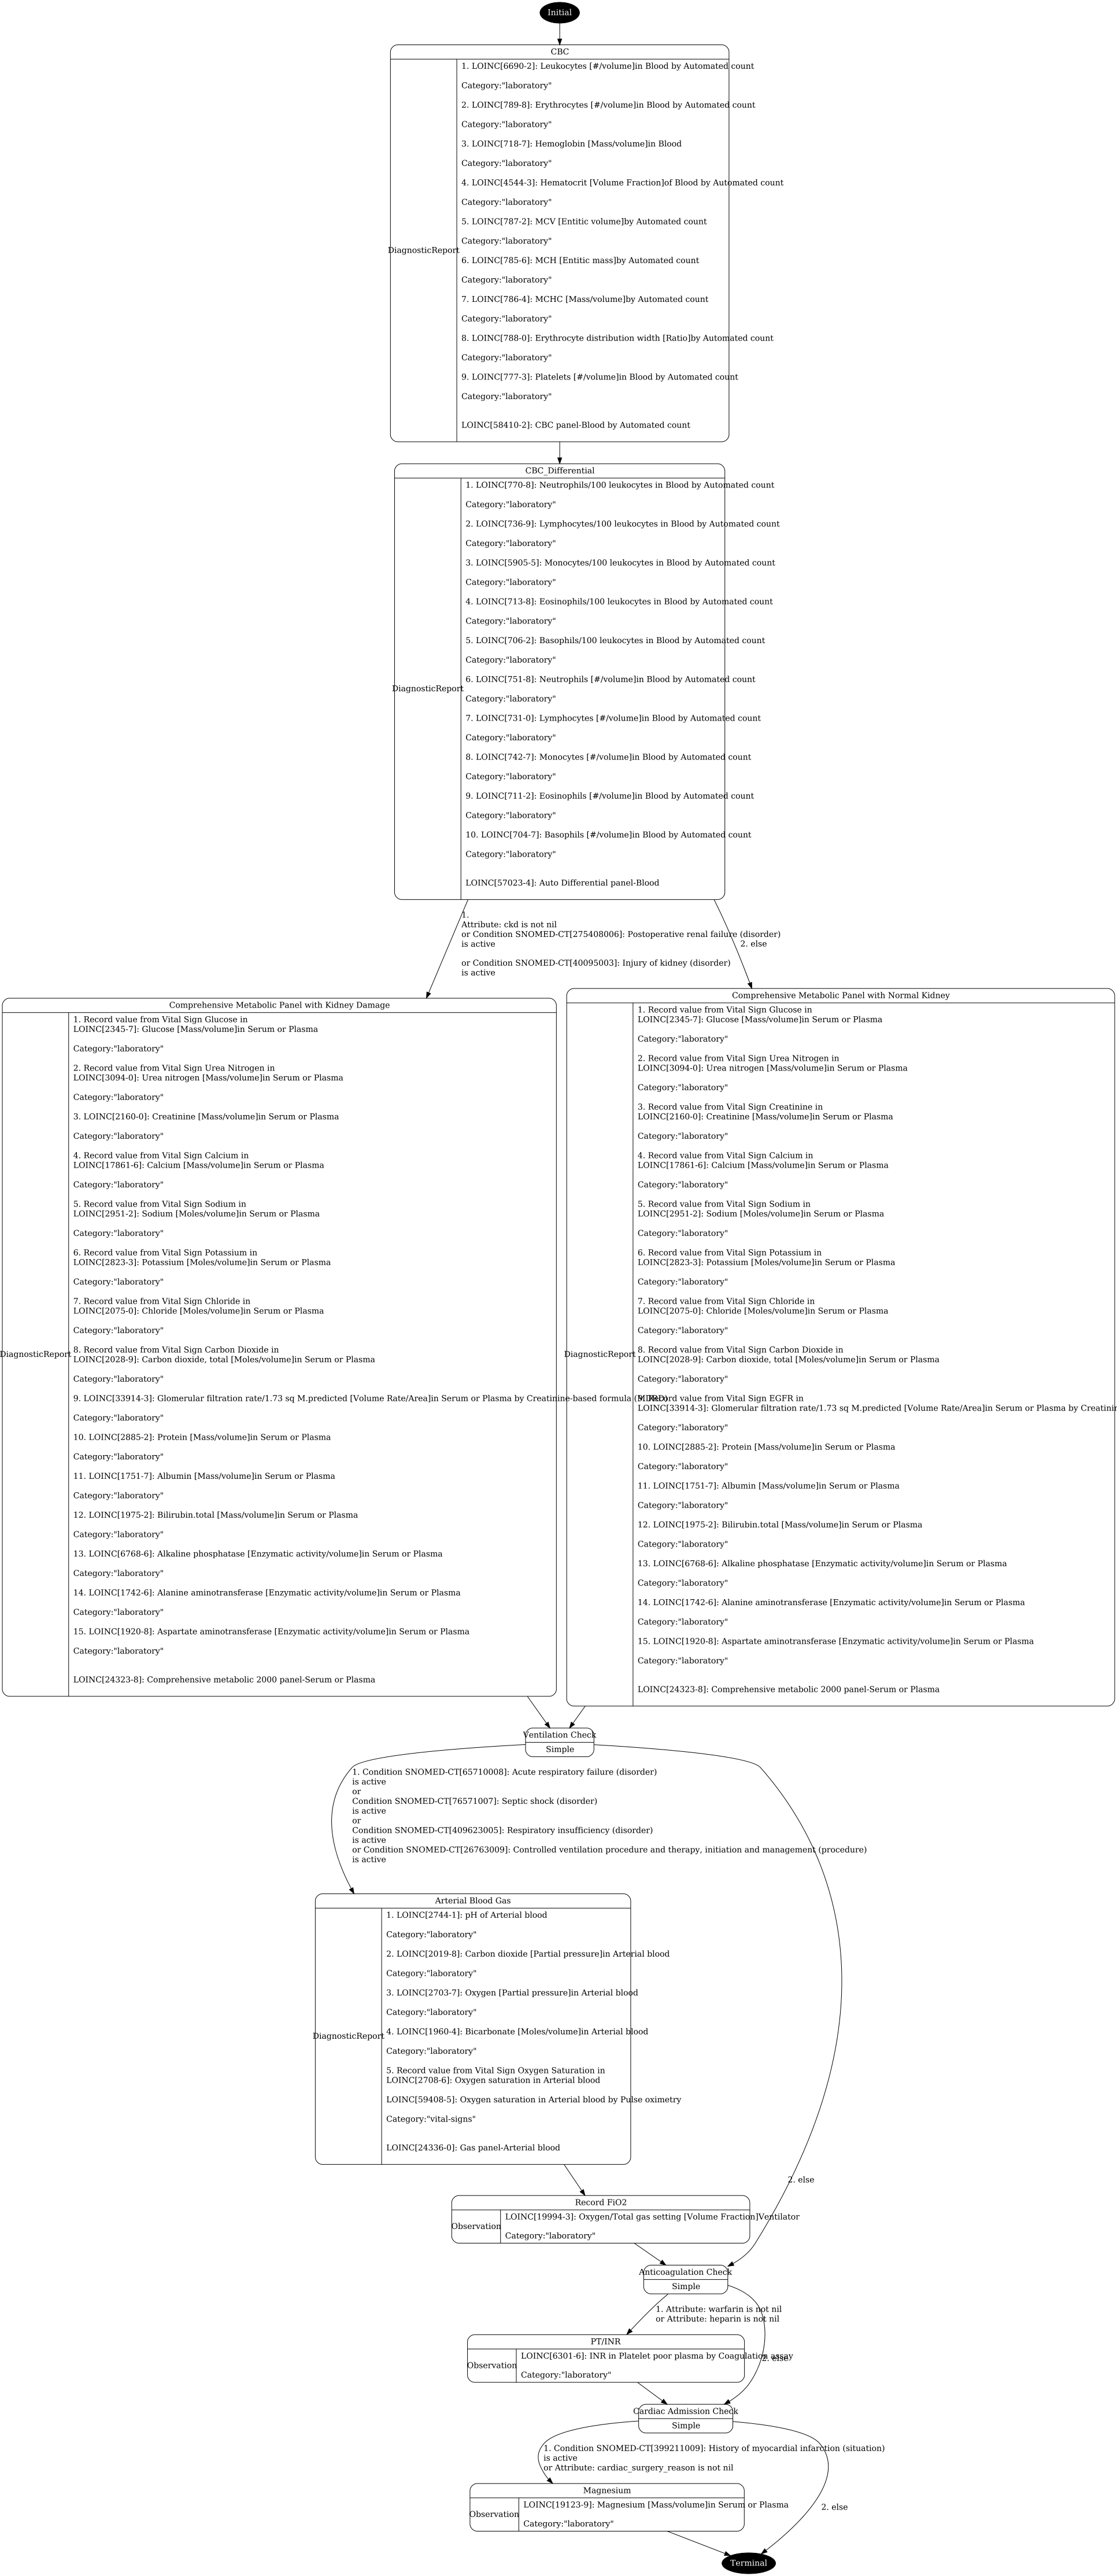 Initial
CBC
DiagnosticReport
1. LOINC[6690-2]: Leukocytes [#/volume]in Blood by Automated count
Category:"laboratory"
2. LOINC[789-8]: Erythrocytes [#/volume]in Blood by Automated count
Category:"laboratory"
3. LOINC[718-7]: Hemoglobin [Mass/volume]in Blood
Category:"laboratory"
4. LOINC[4544-3]: Hematocrit [Volume Fraction]of Blood by Automated count
Category:"laboratory"
5. LOINC[787-2]: MCV [Entitic volume]by Automated count
Category:"laboratory"
6. LOINC[785-6]: MCH [Entitic mass]by Automated count
Category:"laboratory"
7. LOINC[786-4]: MCHC [Mass/volume]by Automated count
Category:"laboratory"
8. LOINC[788-0]: Erythrocyte distribution width [Ratio]by Automated count
Category:"laboratory"
9. LOINC[777-3]: Platelets [#/volume]in Blood by Automated count
Category:"laboratory"
LOINC[58410-2]: CBC panel-Blood by Automated count
CBC_Differential
DiagnosticReport
1. LOINC[770-8]: Neutrophils/100 leukocytes in Blood by Automated count
Category:"laboratory"
2. LOINC[736-9]: Lymphocytes/100 leukocytes in Blood by Automated count
Category:"laboratory"
3. LOINC[5905-5]: Monocytes/100 leukocytes in Blood by Automated count
Category:"laboratory"
4. LOINC[713-8]: Eosinophils/100 leukocytes in Blood by Automated count
Category:"laboratory"
5. LOINC[706-2]: Basophils/100 leukocytes in Blood by Automated count
Category:"laboratory"
6. LOINC[751-8]: Neutrophils [#/volume]in Blood by Automated count
Category:"laboratory"
7. LOINC[731-0]: Lymphocytes [#/volume]in Blood by Automated count
Category:"laboratory"
8. LOINC[742-7]: Monocytes [#/volume]in Blood by Automated count
Category:"laboratory"
9. LOINC[711-2]: Eosinophils [#/volume]in Blood by Automated count
Category:"laboratory"
10. LOINC[704-7]: Basophils [#/volume]in Blood by Automated count
Category:"laboratory"
LOINC[57023-4]: Auto Differential panel-Blood
1.
Attribute: ckd is not nil
or Condition SNOMED-CT[275408006]: Postoperative renal failure (disorder)
is active
or Condition SNOMED-CT[40095003]: Injury of kidney (disorder)
is active
2. else
Comprehensive Metabolic Panel with Kidney Damage
DiagnosticReport
1. Record value from Vital Sign Glucose in
LOINC[2345-7]: Glucose [Mass/volume]in Serum or Plasma
Category:"laboratory"
2. Record value from Vital Sign Urea Nitrogen in
LOINC[3094-0]: Urea nitrogen [Mass/volume]in Serum or Plasma
Category:"laboratory"
3. LOINC[2160-0]: Creatinine [Mass/volume]in Serum or Plasma
Category:"laboratory"
4. Record value from Vital Sign Calcium in
LOINC[17861-6]: Calcium [Mass/volume]in Serum or Plasma
Category:"laboratory"
5. Record value from Vital Sign Sodium in
LOINC[2951-2]: Sodium [Moles/volume]in Serum or Plasma
Category:"laboratory"
6. Record value from Vital Sign Potassium in
LOINC[2823-3]: Potassium [Moles/volume]in Serum or Plasma
Category:"laboratory"
7. Record value from Vital Sign Chloride in
LOINC[2075-0]: Chloride [Moles/volume]in Serum or Plasma
Category:"laboratory"
8. Record value from Vital Sign Carbon Dioxide in
LOINC[2028-9]: Carbon dioxide, total [Moles/volume]in Serum or Plasma
Category:"laboratory"
9. LOINC[33914-3]: Glomerular filtration rate/1.73 sq M.predicted [Volume Rate/Area]in Serum or Plasma by Creatinine-based formula (MDRD)
Category:"laboratory"
10. LOINC[2885-2]: Protein [Mass/volume]in Serum or Plasma
Category:"laboratory"
11. LOINC[1751-7]: Albumin [Mass/volume]in Serum or Plasma
Category:"laboratory"
12. LOINC[1975-2]: Bilirubin.total [Mass/volume]in Serum or Plasma
Category:"laboratory"
13. LOINC[6768-6]: Alkaline phosphatase [Enzymatic activity/volume]in Serum or Plasma
Category:"laboratory"
14. LOINC[1742-6]: Alanine aminotransferase [Enzymatic activity/volume]in Serum or Plasma
Category:"laboratory"
15. LOINC[1920-8]: Aspartate aminotransferase [Enzymatic activity/volume]in Serum or Plasma
Category:"laboratory"
LOINC[24323-8]: Comprehensive metabolic 2000 panel-Serum or Plasma
Comprehensive Metabolic Panel with Normal Kidney
DiagnosticReport
1. Record value from Vital Sign Glucose in
LOINC[2345-7]: Glucose [Mass/volume]in Serum or Plasma
Category:"laboratory"
2. Record value from Vital Sign Urea Nitrogen in
LOINC[3094-0]: Urea nitrogen [Mass/volume]in Serum or Plasma
Category:"laboratory"
3. Record value from Vital Sign Creatinine in
LOINC[2160-0]: Creatinine [Mass/volume]in Serum or Plasma
Category:"laboratory"
4. Record value from Vital Sign Calcium in
LOINC[17861-6]: Calcium [Mass/volume]in Serum or Plasma
Category:"laboratory"
5. Record value from Vital Sign Sodium in
LOINC[2951-2]: Sodium [Moles/volume]in Serum or Plasma
Category:"laboratory"
6. Record value from Vital Sign Potassium in
LOINC[2823-3]: Potassium [Moles/volume]in Serum or Plasma
Category:"laboratory"
7. Record value from Vital Sign Chloride in
LOINC[2075-0]: Chloride [Moles/volume]in Serum or Plasma
Category:"laboratory"
8. Record value from Vital Sign Carbon Dioxide in
LOINC[2028-9]: Carbon dioxide, total [Moles/volume]in Serum or Plasma
Category:"laboratory"
9. Record value from Vital Sign EGFR in
LOINC[33914-3]: Glomerular filtration rate/1.73 sq M.predicted [Volume Rate/Area]in Serum or Plasma by
Category:"laboratory"
10. LOINC[2885-2]: Protein [Mass/volume]in Serum or Plasma
Category:"laboratory"
11. LOINC[1751-7]: Albumin [Mass/volume]in Serum or Plasma
Category:"laboratory"
12. LOINC[1975-2]: Bilirubin.total [Mass/volume]in Serum or Plasma
Category:"laboratory"
13. LOINC[6768-6]: Alkaline phosphatase [Enzymatic activity/volume]in Serum or Plasma
Category:"laboratory"
14. LOINC[1742-6]: Alanine aminotransferase [Enzymatic activity/volume]in Serum or Plasma
Category:"laboratory"
15. LOINC[1920-8]: Aspartate aminotransferase [Enzymatic activity/volume]in Serum or Plasma
Category:"laboratory"
LOINC[24323-8]: Comprehensive metabolic 2000 panel-Serum or Plasma
Ventilation Check
Simple
1. Condition SNOMED-CT[65710008]: Acute respiratory failure (disorder)
is active
or
Condition SNOMED-CT[76571007]: Septic shock (disorder)
is active
or
Condition SNOMED-CT[409623005]: Respiratory insufficiency (disorder)
is active
or Condition SNOMED-CT[26763009]: Controlled ventilation procedure and therapy, initiation and management (procedure)
is active
Arterial Blood Gas
DiagnosticReport
1. LOINC[2744-1]: pH of Arterial blood
Category:"laboratory"
2. LOINC[2019-8]: Carbon dioxide [Partial pressure]in Arterial blood
Category:"laboratory"
3. LOINC[2703-7]: Oxygen [Partial pressure]in Arterial blood
Category:"laboratory"
4. LOINC[1960-4]: Bicarbonate [Moles/volume]in Arterial blood
Category:"laboratory"
5. Record value from Vital Sign Oxygen Saturation in
LOINC[2708-6]: Oxygen saturation in Arterial blood
LOINC[59408-5]: Oxygen saturation in Arterial blood by Pulse oximetry
Category:"vital-signs"
LOINC[24336-0]: Gas panel-Arterial blood
2. else
Record FiO2
Observation
LOINC[19994-3]: Oxygen/Total gas setting [Volume Fraction]Ventilator
Category:"laboratory"
Anticoagulation Check
Simple
1. Attribute: warfarin is not nil
or Attribute: heparin is not nil
PT/INR
Observation
LOINC[6301-6]: INR in Platelet poor plasma by Coagulation assay
Category:"laboratory"
2. else
Cardiac Admission Check
Simple
1. Condition SNOMED-CT[399211009]: History of myocardial infarction (situation)
is active
or Attribute: cardiac_surgery_reason is not nil
Magnesium
Observation
LOINC[19123-9]: Magnesium [Mass/volume]in Serum or Plasma
Category:"laboratory"
2. else
Terminal